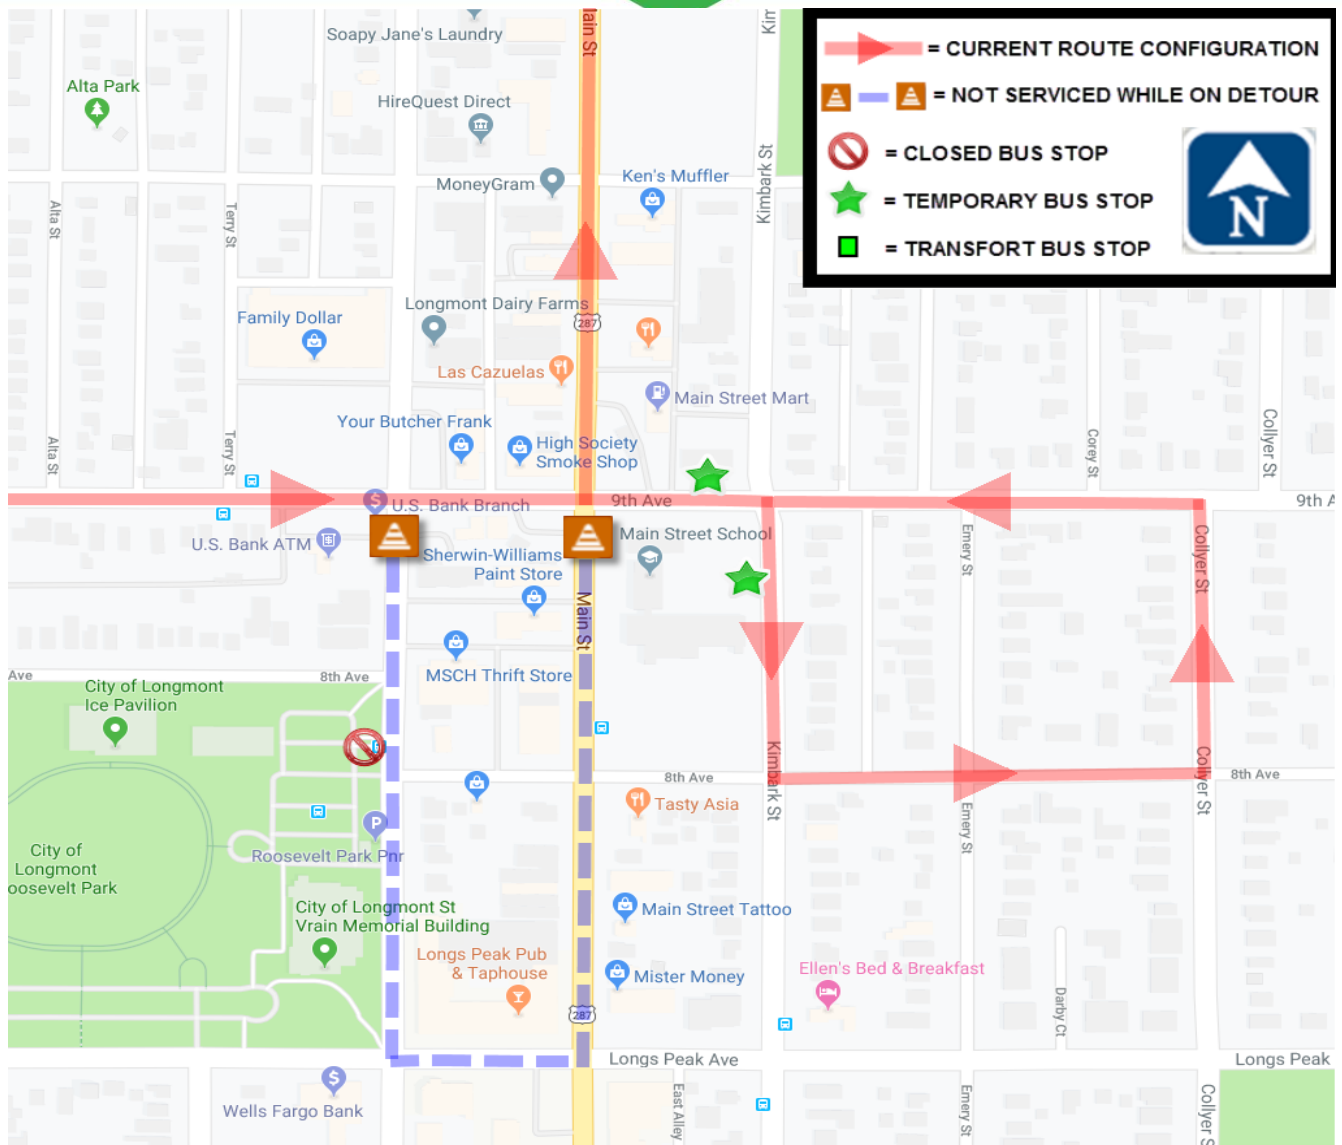 = CURRENT ROUTE CONFIGURATION
= NOT SERVICED WHILE ON DETOUR
= CLOSED BUS STOP
= TEMPORARY BUS STOP
= TRANSFORT BUS STOP
N
Soapy Jane's Laundry
Main St
Kim
Alta Park
HireQuest Direct
MoneyGram
Ken's Muffler
Kimbark St
Alta St
Terry St
Longmont Dairy Farms
Family Dollar
287
Las Cazuelas
Main Street Mart
Your Butcher Frank
High Society
Smoke Shop
Alta St
Terry St
Corey St
Collyer St
$
U.S. Bank Branch
9th Ave
9th A
U.S. Bank ATM
Sherwin-Williams
Paint Store
Main Street School
Emery St
Collyer St
Main St
MSCH Thrift Store
Ave
8th Ave
City of Longmont
Ice Pavilion
Kimbark St
8th Ave
Collyer St
8th Ave
Tasty Asia
P
Roosevelt Park Pnr
Emery St
City of
Longmont
oosevelt Park
City of Longmont St
Vrain Memorial Building
Main Street Tattoo
Longs Peak Pub
& Taphouse
Mister Money
Ellen's Bed & Breakfast
Darby Ct
287
Longs Peak Ave
Longs Peak
$
Wells Fargo Bank
East Alley
Emery St
Collyer S